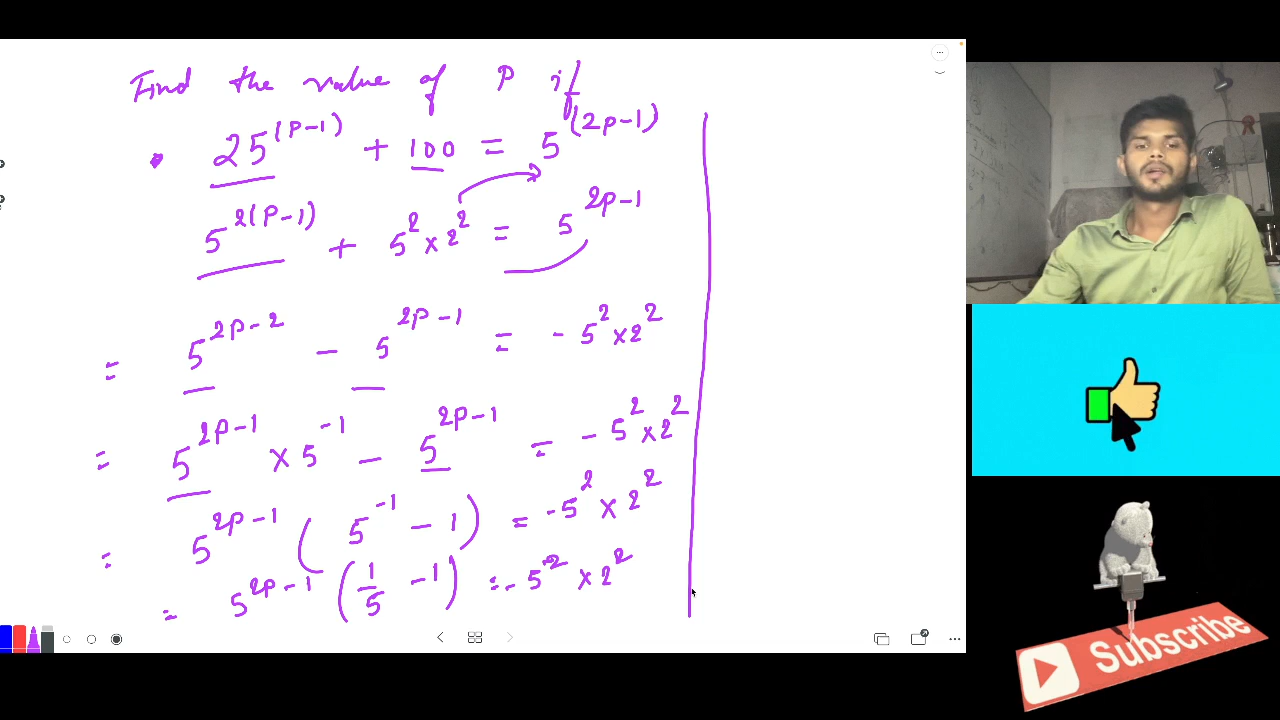 Find the value of P if
25^(P-1) + 100 = 5^(2P-1)
5^2(P-1) + 5^2 × 2^2 = 5^2P-1
= 5^2P-2 - 5^2P-1 = - 5^2 × 2^2
= 5^2P-1 × 5^-1 - 5^2P-1 = - 5^2 × 2^2
= 5^2P-1 ( 5^-1 - 1 ) = - 5^2 × 2^2
= 5^2P-1 ( 1/5 - 1 ) = - 5^2 × 2^2
Subscribe